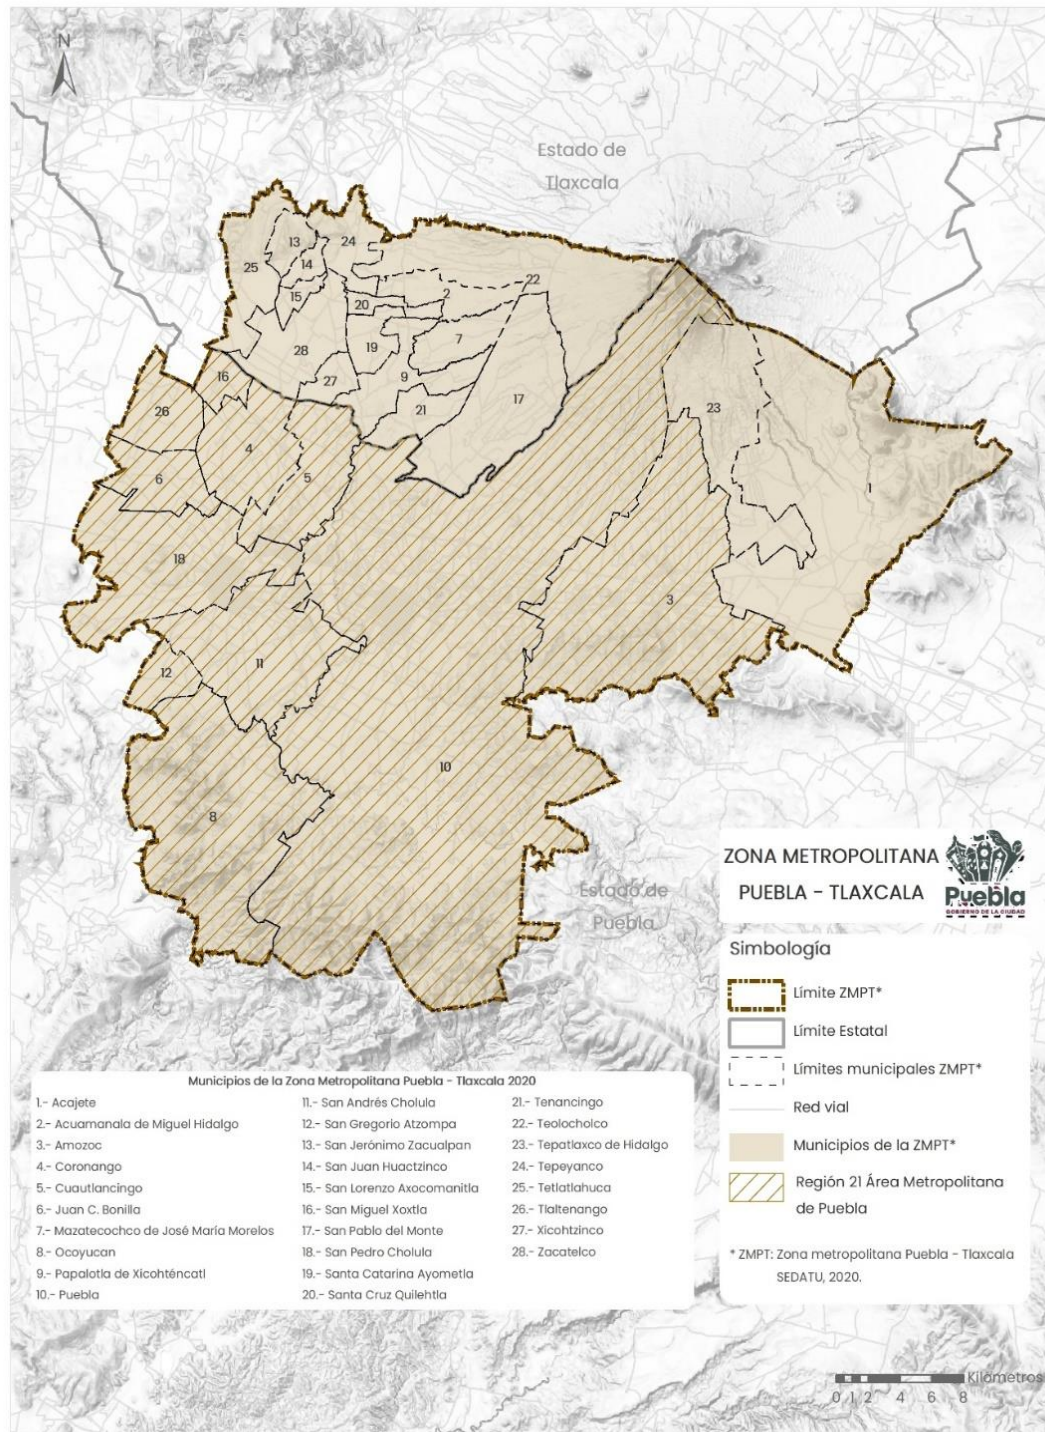 N
Estado de
Tlaxcala
13
24
25
14
22
15
2
20
7
28
19
9
16
27
17
26
21
23
4
6
5
1
18
3
12
11
10
8
Estado de
Puebla
ZONA METROPOLITANA
PUEBLA - TLAXCALA
Puebla
GOBIERNO DE LA CIUDAD
Simbología
Límite ZMPT*
Límite Estatal
Límites municipales ZMPT*
Red vial
Municipios de la ZMPT*
Región 21 Área Metropolitana
de Puebla
* ZMPT: Zona metropolitana Puebla - Tlaxcala
SEDATU, 2020.
Municipios de la Zona Metropolitana Puebla - Tlaxcala 2020
1.- Acajete
2.- Acuamanala de Miguel Hidalgo
3.- Amozoc
4.- Coronango
5.- Cuautlancingo
6.- Juan C. Bonilla
7.- Mazatecochco de José María Morelos
8.- Ocoyucan
9.- Papalotla de Xicohténcatl
10.- Puebla
11.- San Andrés Cholula
12.- San Gregorio Atzompa
13.- San Jerónimo Zacualpan
14.- San Juan Huactzinco
15.- San Lorenzo Axocomanitla
16.- San Miguel Xoxtla
17.- San Pablo del Monte
18.- San Pedro Cholula
19.- Santa Catarina Ayometla
20.- Santa Cruz Quilehtla
21.- Tenancingo
22.- Teolocholco
23.- Tepatlaxco de Hidalgo
24.- Tepeyanco
25.- Tetlatlahuca
26.- Tlaltenango
27.- Xicohtzinco
28.- Zacatelco
Kilómetros
0 1 2 4 6 8